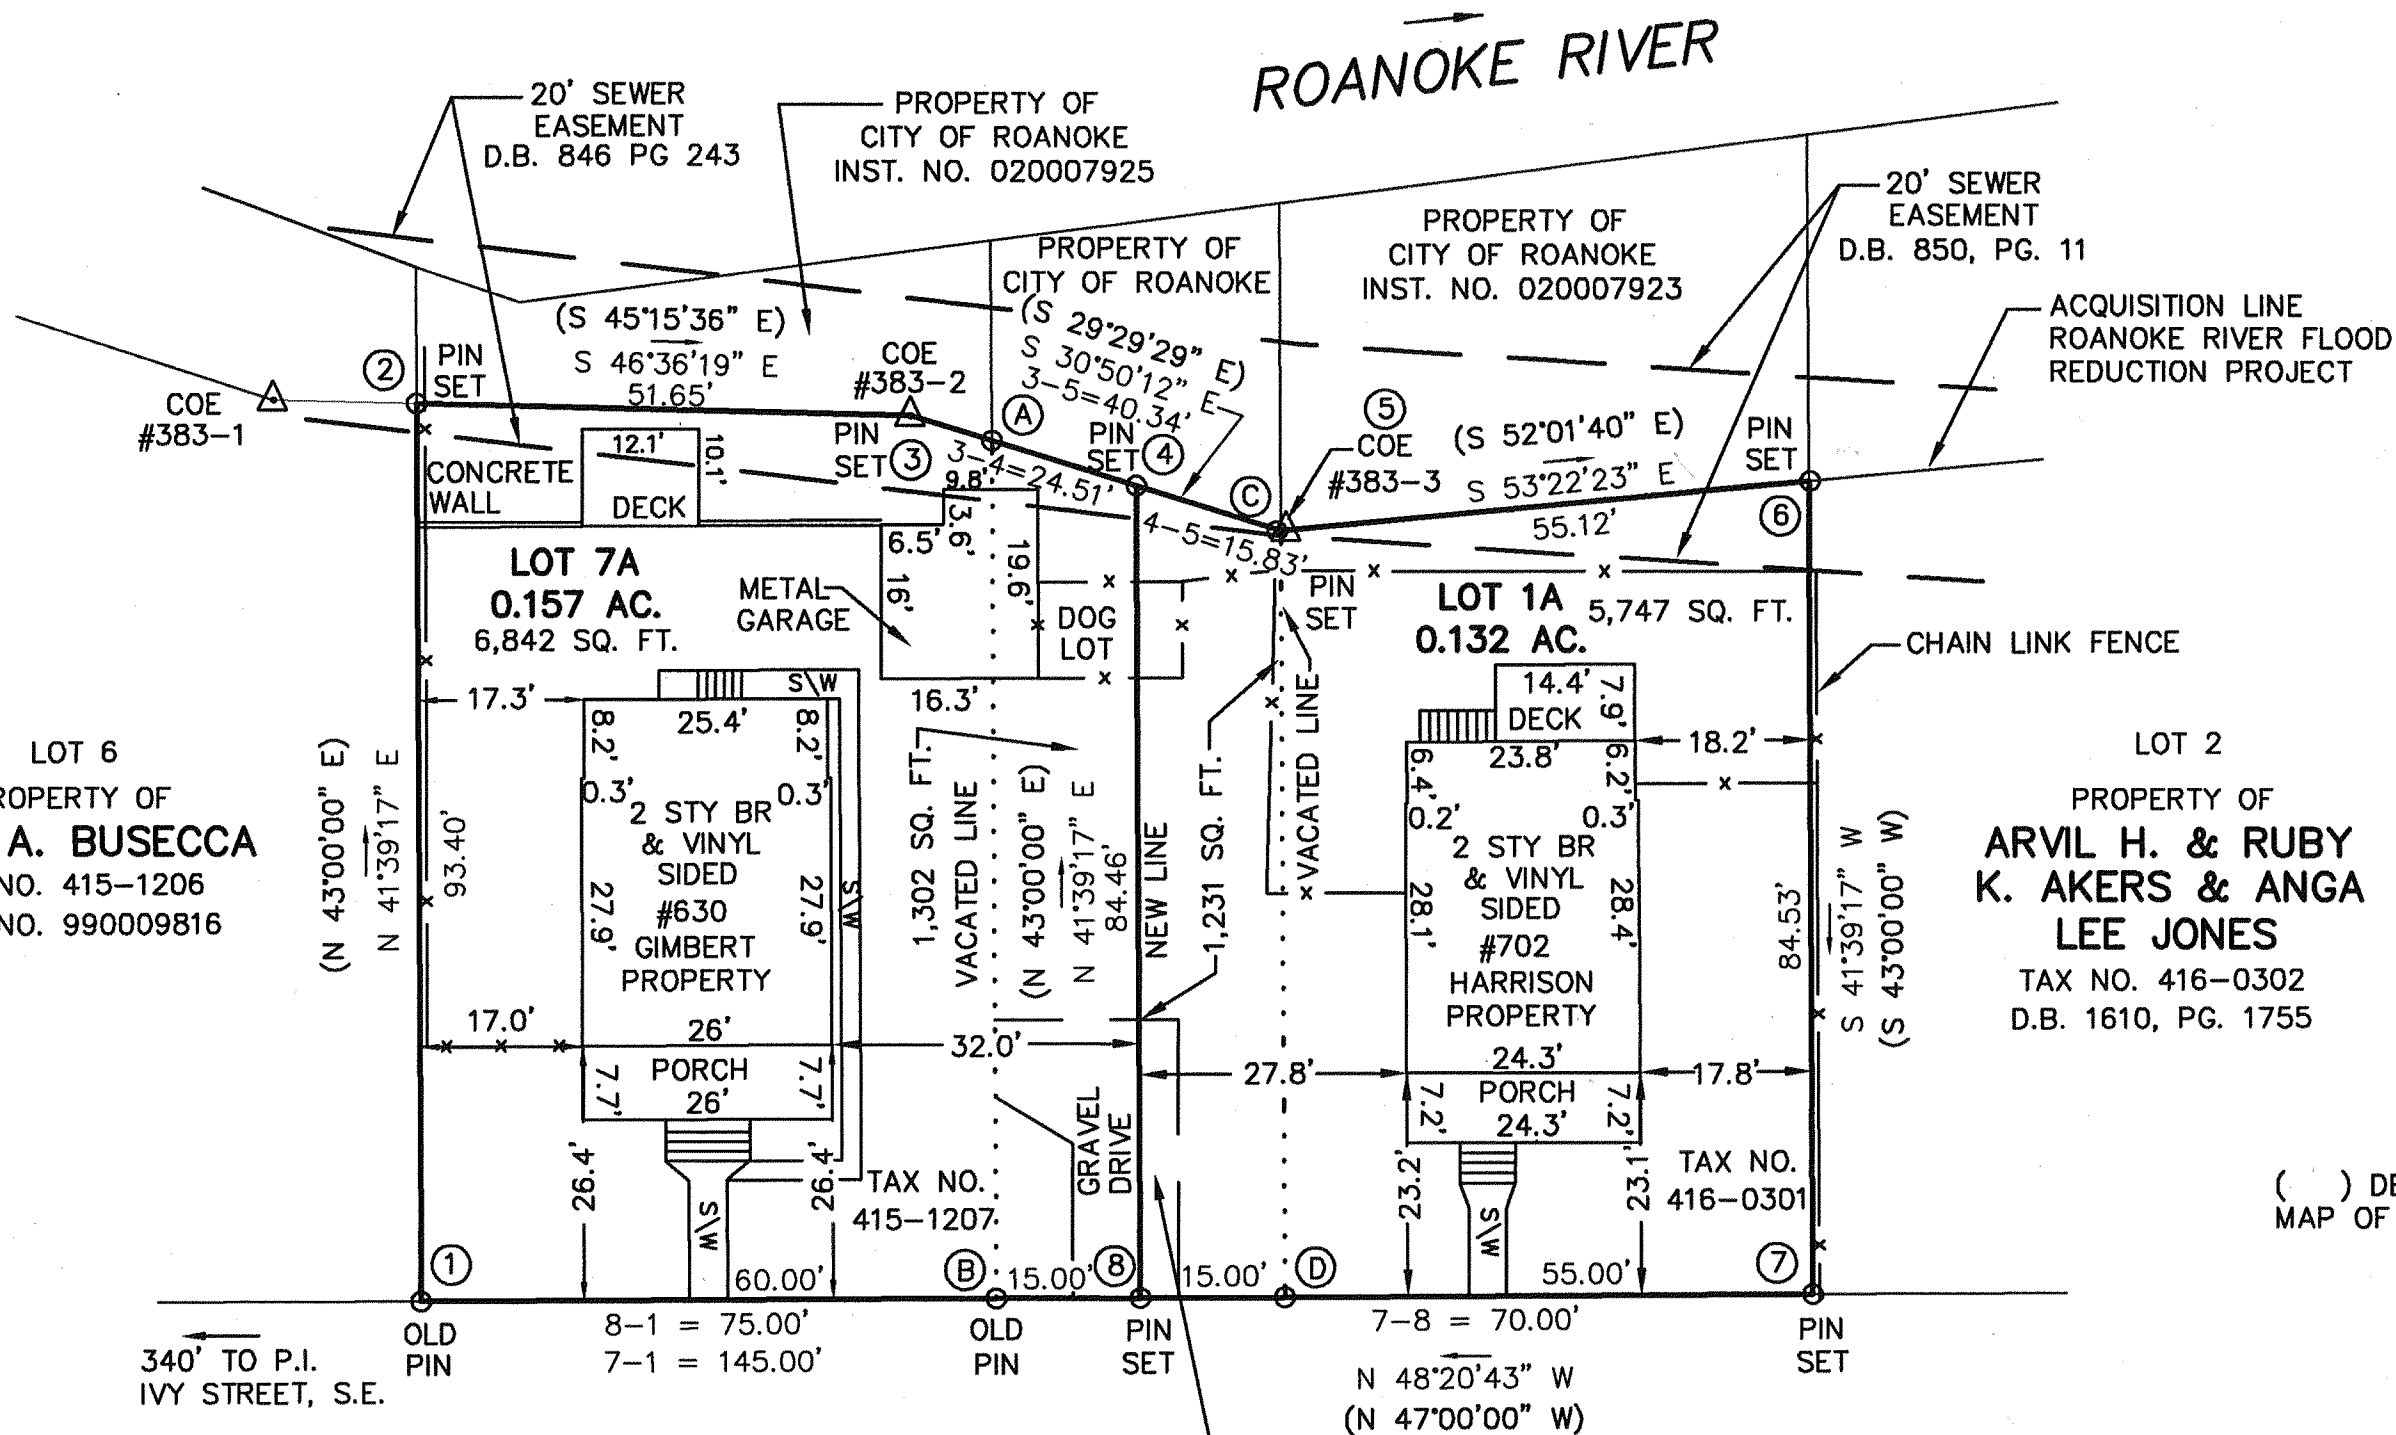 ROANOKE RIVER
20' SEWER
EASEMENT
D.B. 846 PG 243
PROPERTY OF
CITY OF ROANOKE
INST. NO. 020007925
PROPERTY OF
CITY OF ROANOKE
PROPERTY OF
CITY OF ROANOKE
INST. NO. 020007923
20' SEWER
EASEMENT
D.B. 850, PG. 11
ACQUISITION LINE
ROANOKE RIVER FLOOD
REDUCTION PROJECT
COE
#383-1
2
PIN
SET
(S 45°15'36" E)
S 46°36'19" E
51.65'
COE
#383-2
PIN
SET
3
A
(S 29°29'29" E)
S 30°50'12" E
3-5=40.34'
3-4=24.51'
PIN
SET
4
4-5=15.83'
C
5
COE
#383-3
PIN
SET
(S 52°01'40" E)
S 53°22'23" E
55.12'
PIN
SET
6
CONCRETE
WALL
12.1'
10.1'
DECK
9.8'
3.6'
6.5'
16'
19.6'
16.3'
METAL
GARAGE
DOG
LOT
LOT 7A
0.157 AC.
6,842 SQ. FT.
LOT 1A
0.132 AC.
5,747 SQ. FT.
CHAIN LINK FENCE
LOT 6
ROPERTY OF
A. BUSECCA
NO. 415-1206
NO. 990009816
(N 43°00'00" E)
N 41°39'17" E
93.40'
17.3'
S\W
25.4'
8.2'
8.2'
0.3'
0.3'
2 STY BR
& VINYL
SIDED
#630
GIMBERT
PROPERTY
27.9'
27.9'
S\W
17.0'
26'
PORCH
26'
7.7'
7.7'
26.4'
26.4'
S\W
TAX NO.
415-1207
1,302 SQ. FT.
VACATED LINE
(N 43°00'00" E)
N 41°39'17" E
84.46'
NEW LINE
1,231 SQ. FT.
VACATED LINE
32.0'
27.8'
GRAVEL
DRIVE
14.4'
7.9'
DECK
23.8'
18.2'
6.4'
6.2'
0.2'
0.3'
2 STY BR
& VINYL
SIDED
#702
HARRISON
PROPERTY
28.1'
28.4'
24.3'
PORCH
24.3'
7.2'
7.2'
17.8'
23.2'
23.1'
S\W
TAX NO.
416-0301
84.53'
S 41°39'17" W
(S 43°00'00" W)
LOT 2
PROPERTY OF
ARVIL H. & RUBY
K. AKERS & ANGA
LEE JONES
TAX NO. 416-0302
D.B. 1610, PG. 1755
( ) DE
MAP OF
1
60.00'
B
15.00'
8
15.00'
D
55.00'
7
OLD
PIN
8-1 = 75.00'
7-1 = 145.00'
OLD
PIN
PIN
SET
7-8 = 70.00'
N 48°20'43" W
(N 47°00'00" W)
PIN
SET
340' TO P.I.
IVY STREET, S.E.